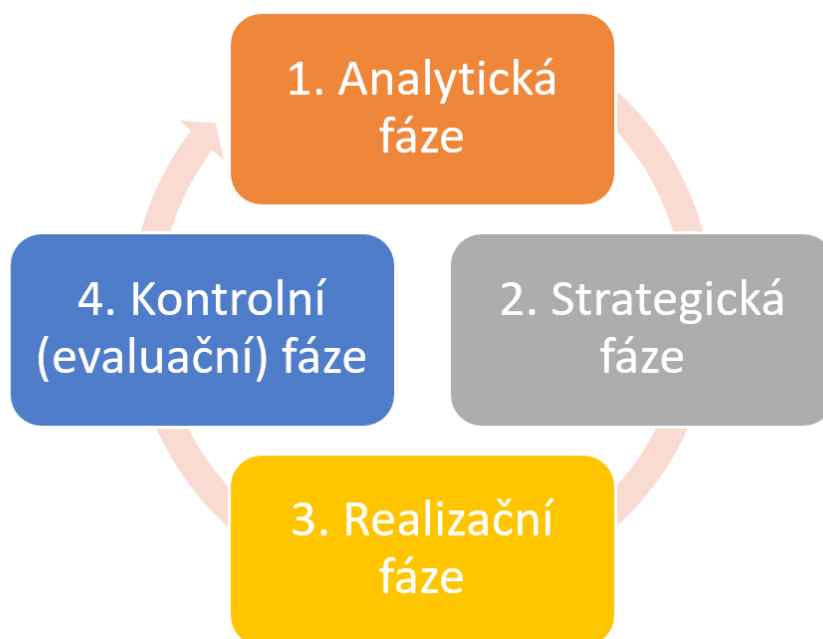 1. Analytická
fáze
2. Strategická
fáze
3. Realizační
fáze
4. Kontrolní
(evaluační) fáze